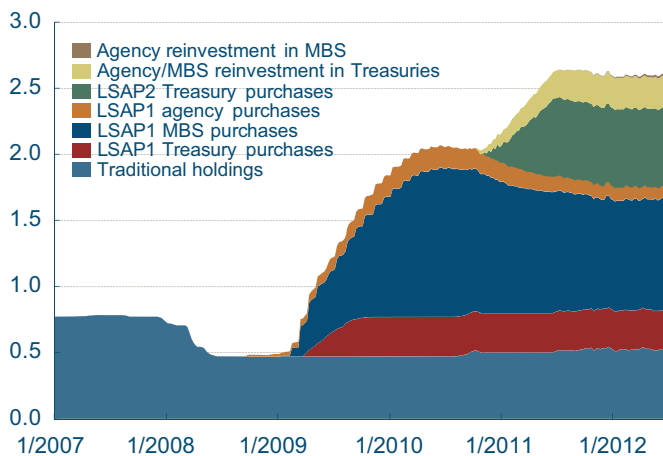 3.0
Agency reinvestment in MBS
Agency/MBS reinvestment in Treasuries
2.5
LSAP2 Treasury purchases
LSAP1 agency purchases
LSAP1 MBS purchases
2.0
LSAP1 Treasury purchases
Traditional holdings
1.5
1.0
0.5
0.0
1/2007 1/2008 1/2009 1/2010 1/2011 1/2012